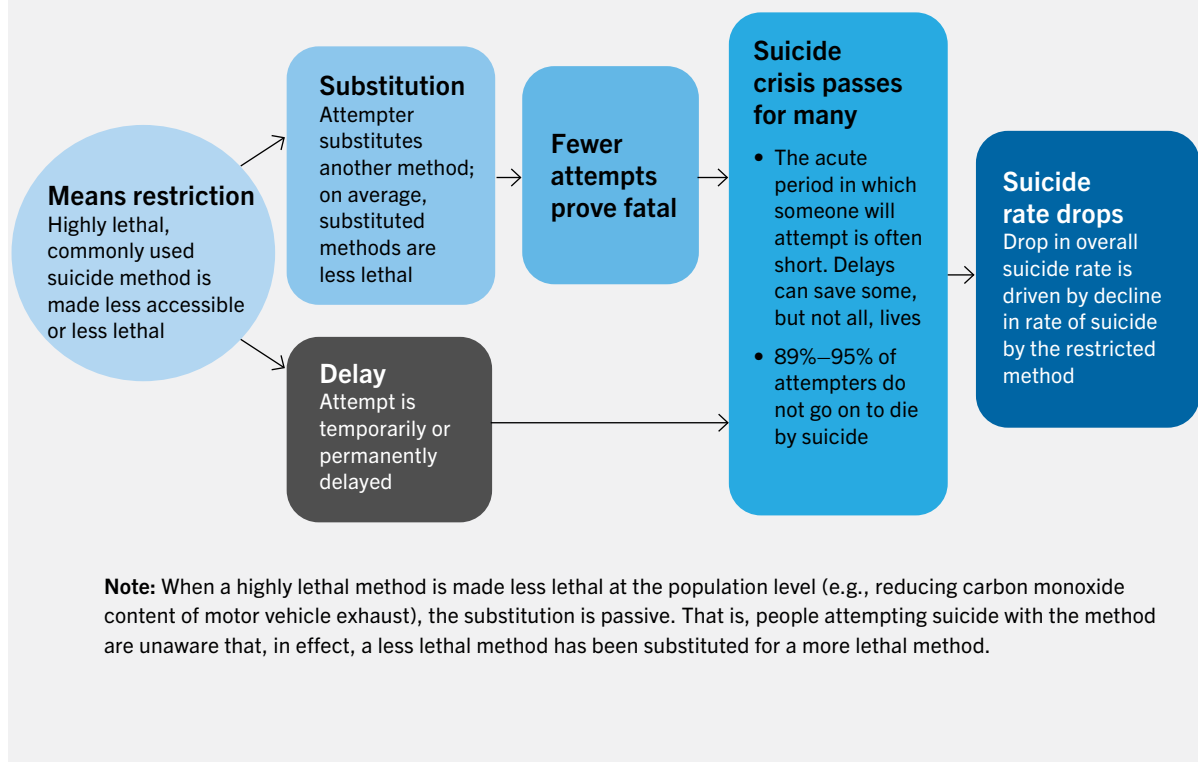 Means restriction
Highly lethal,
commonly used
suicide method is
made less accessible
or less lethal
Substitution
Attempter
substitutes
another method;
on average,
substituted
methods are
less lethal
Delay
Attempt is
temporarily or
permanently
delayed
Fewer
attempts
prove fatal
Suicide
crisis passes
for many
• The acute
period in which
someone will
attempt is often
short. Delays
can save some,
but not all, lives
• 89%–95% of
attempters do
not go on to die
by suicide
Suicide
rate drops
Drop in overall
suicide rate is
driven by decline
in rate of suicide
by the restricted
method
Note: When a highly lethal method is made less lethal at the population level (e.g., reducing carbon monoxide
content of motor vehicle exhaust), the substitution is passive. That is, people attempting suicide with the method
are unaware that, in effect, a less lethal method has been substituted for a more lethal method.